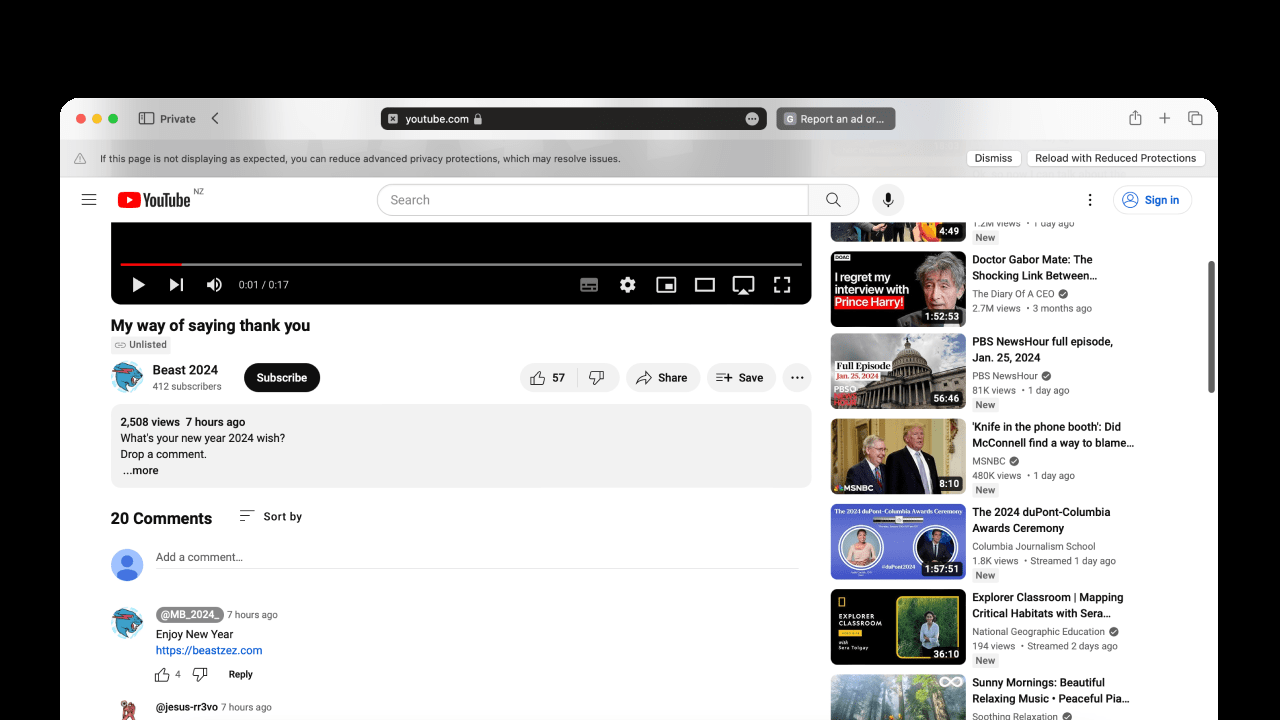 Private
youtube.com
G Report an ad or...
If this page is not displaying as expected, you can reduce advanced privacy protections, which may resolve issues.
Dismiss
Reload with Reduced Protections
YouTube NZ
Search
Sign in
0:01 / 0:17
My way of saying thank you
Unlisted
Beast 2024
412 subscribers
Subscribe
57
Share
Save
2,508 views 7 hours ago
What's your new year 2024 wish?
Drop a comment.
...more
20 Comments
Sort by
Add a comment...
@MB_2024_ 7 hours ago
Enjoy New Year
https://beastzez.com
4
Reply
@jesus-rr3vo 7 hours ago
4:49
1.2M views • 1 day ago
New
DOAC
I regret my
interview with
Prince Harry!
1:52:53
Doctor Gabor Mate: The
Shocking Link Between...
The Diary Of A CEO
2.7M views • 3 months ago
Full Episode
Jan. 25, 2024
PBS
56:46
PBS NewsHour full episode,
Jan. 25, 2024
PBS NewsHour
81K views • 1 day ago
New
MSNBC
8:10
'Knife in the phone booth': Did
McConnell find a way to blame...
MSNBC
480K views • 1 day ago
New
The 2024 duPont-Columbia Awards Ceremony
#duPont2024
1:57:51
The 2024 duPont-Columbia
Awards Ceremony
Columbia Journalism School
1.8K views • Streamed 1 day ago
New
EXPLORER
CLASSROOM
with
Sera Tolgay
36:10
Explorer Classroom | Mapping
Critical Habitats with Sera...
National Geographic Education
194 views • Streamed 2 days ago
New
Sunny Mornings: Beautiful
Relaxing Music • Peaceful Pia...
Soothing Relaxation